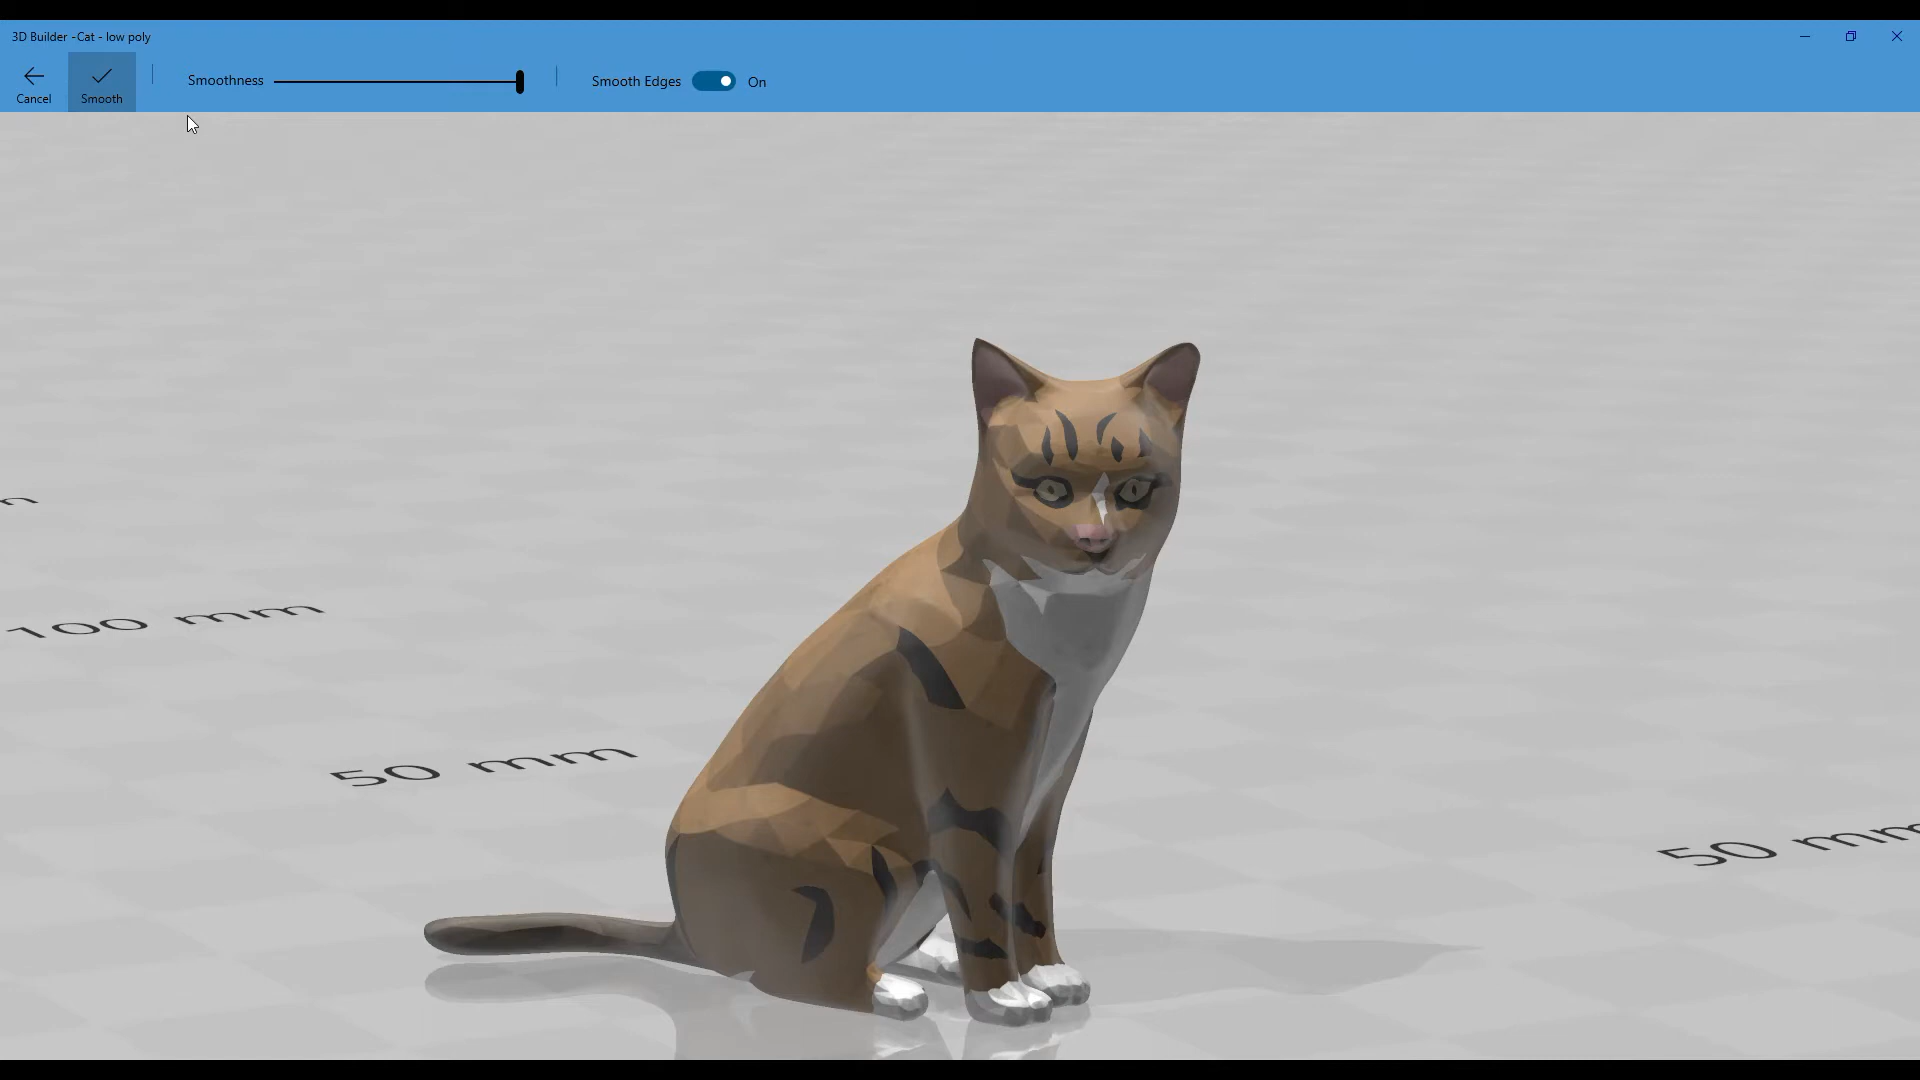 3D Builder -Cat - low poly
Cancel
Smooth
Smoothness
Smooth Edges
On
100 mm
50 mm
50 mm